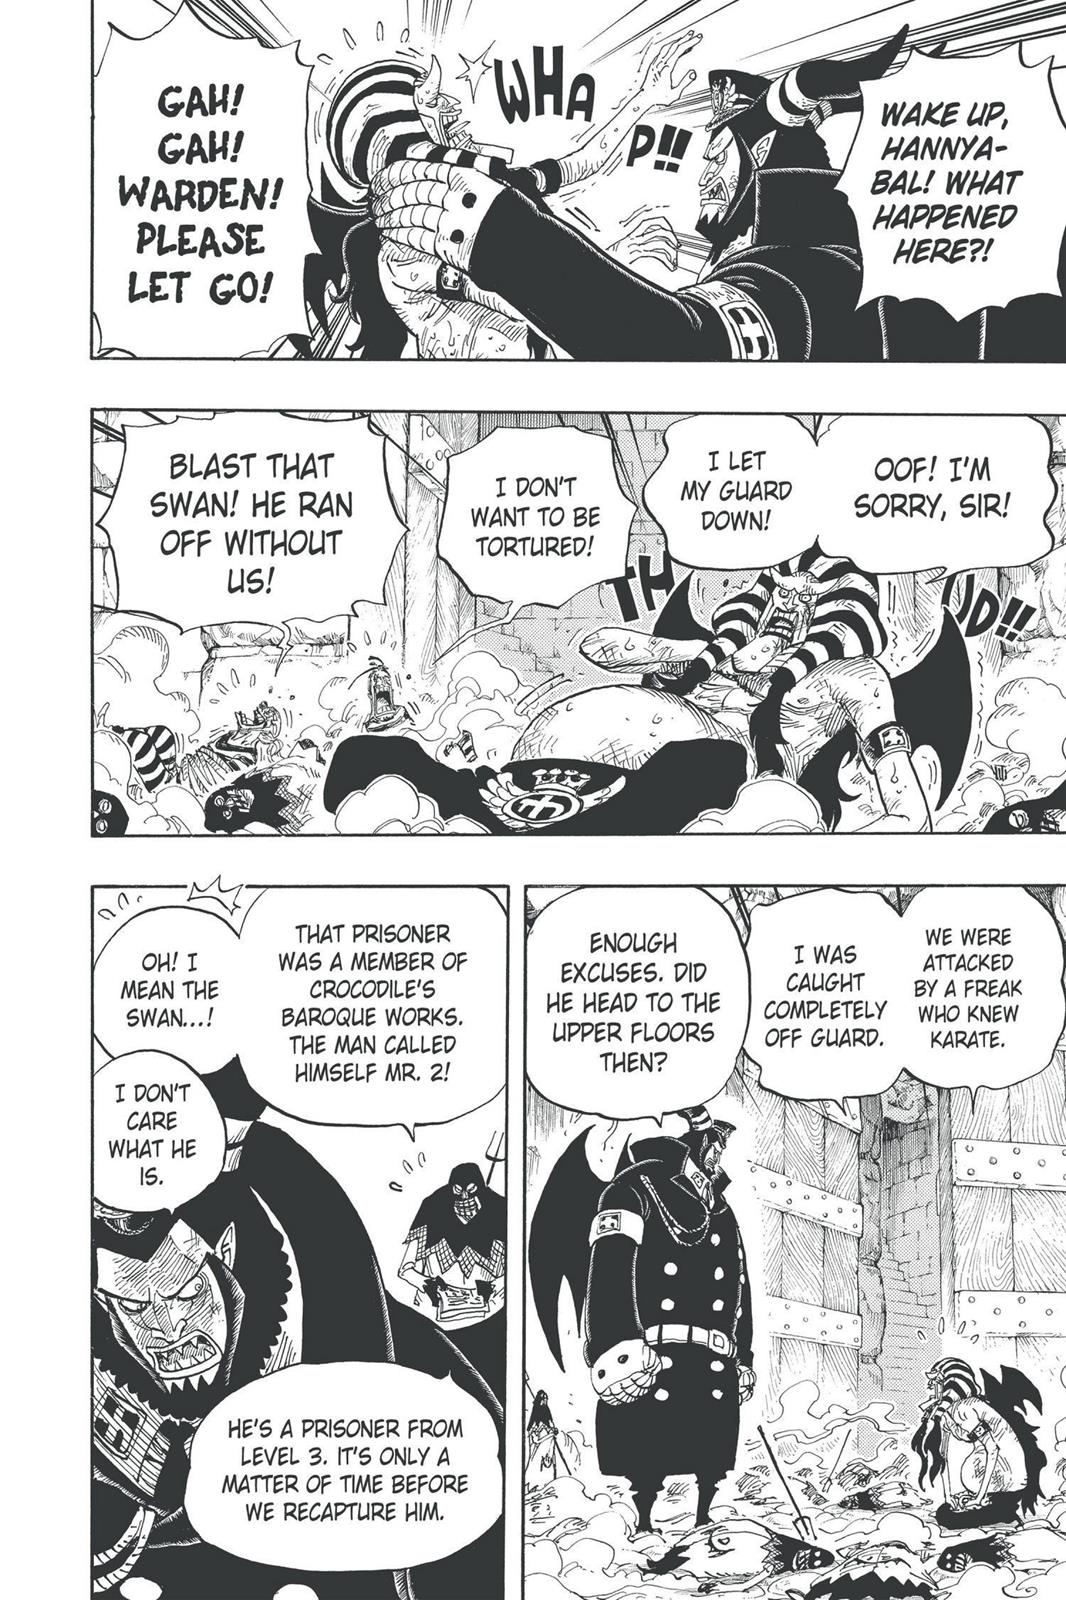 WAKE UP,
HANNYA-
BAL! WHAT
HAPPENED
HERE?!
WHA
P!!
GAH!
GAH!
WARDEN!
PLEASE
LET GO!
OOF! I'M
SORRY, SIR!
I LET
MY GUARD
DOWN!
TH
UD!!
I DON'T
WANT TO BE
TORTURED!
BLAST THAT
SWAN! HE RAN
OFF WITHOUT
US!
WE WERE
ATTACKED
BY A FREAK
WHO KNEW
KARATE.
I WAS
CAUGHT
COMPLETELY
OFF GUARD.
ENOUGH
EXCUSES. DID
HE HEAD TO THE
UPPER FLOORS
THEN?
THAT PRISONER
WAS A MEMBER OF
CROCODILE'S
BAROQUE WORKS.
THE MAN CALLED
HIMSELF MR. 2!
OH! I
MEAN THE
SWAN...!
I DON'T
CARE
WHAT HE
IS.
HE'S A PRISONER FROM
LEVEL 3. IT'S ONLY A
MATTER OF TIME BEFORE
WE RECAPTURE HIM.